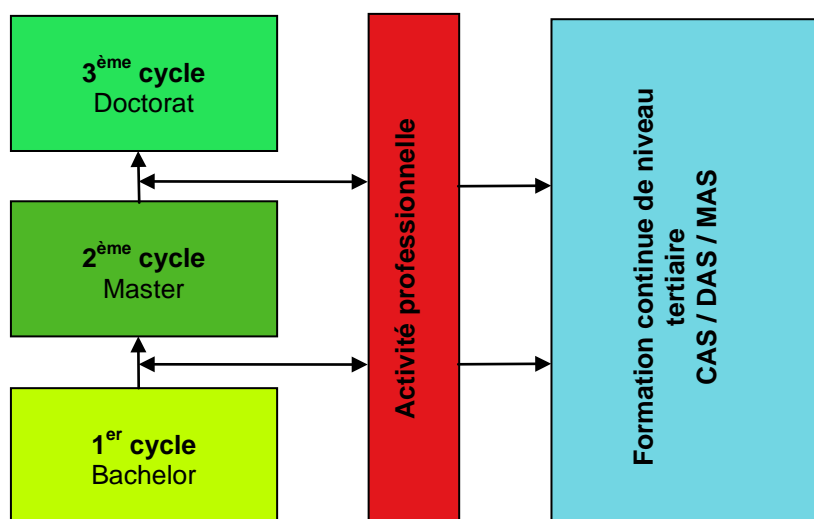 3ème cycle
Doctorat
2ème cycle
Master
1er cycle
Bachelor
Activité professionnelle
Formation continue de niveau
tertiaire
CAS / DAS / MAS